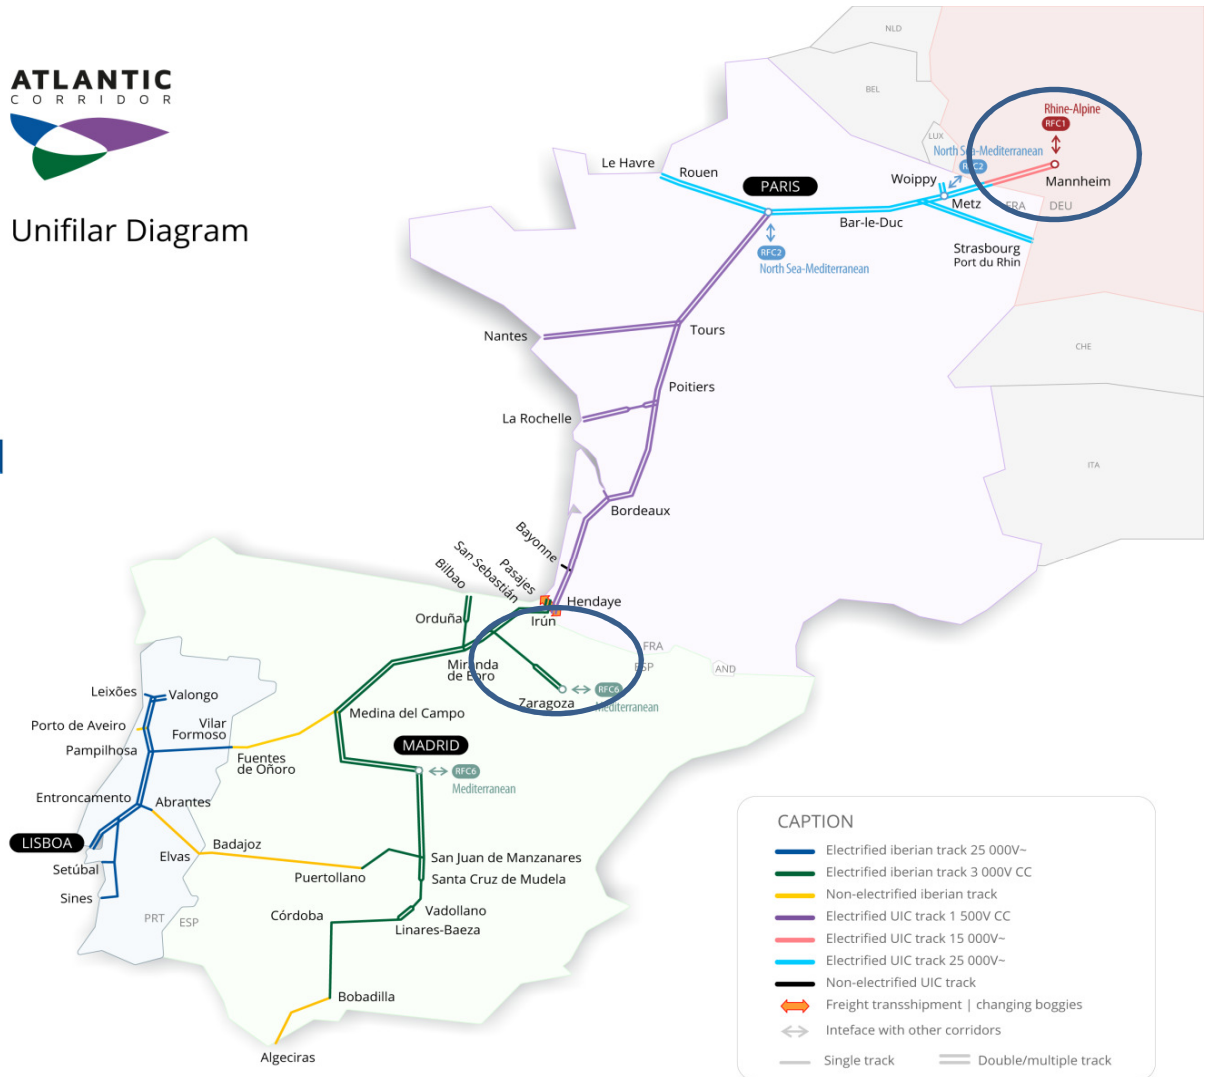 ATLANTIC
CORRIDOR
Unifilar Diagram
NLD
BEL
LUX
Rhine-Alpine
RFC1
North Sea-Mediterranean
RFC2
Mannheim
Woippy
Metz
FRA
DEU
Le Havre
Rouen
PARIS
Bar-le-Duc
Strasbourg
Port du Rhin
RFC2
North Sea-Mediterranean
Nantes
Tours
CHE
Poitiers
La Rochelle
ITA
Bordeaux
Bayonne
Pasajes
San Sebastián
Bilbao
Hendaye
Irún
Orduña
FRA
ESP
AND
Miranda
de Ebro
Zaragoza
RFC6
Mediterranean
Leixões
Valongo
Porto de Aveiro
Vilar
Formoso
Medina del Campo
Pampilhosa
Fuentes
de Oñoro
MADRID
RFC6
Mediterranean
Entroncamento
Abrantes
LISBOA
Badajoz
Elvas
Setúbal
Puertollano
San Juan de Manzanares
Santa Cruz de Mudela
Sines
PRT
ESP
Córdoba
Vadollano
Linares-Baeza
Bobadilla
Algeciras
CAPTION
Electrified iberian track 25 000V~
Electrified iberian track 3 000V CC
Non-electrified iberian track
Electrified UIC track 1 500V CC
Electrified UIC track 15 000V~
Electrified UIC track 25 000V~
Non-electrified UIC track
Freight transshipment | changing boggies
Inteface with other corridors
Single track
Double/multiple track